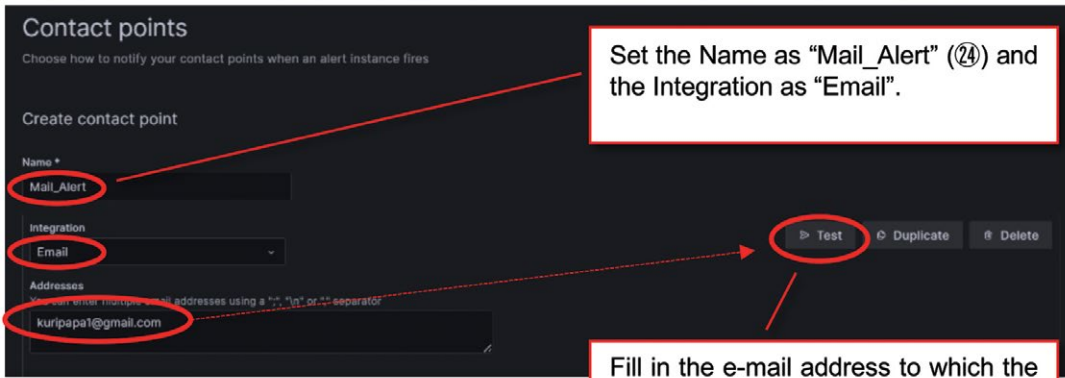 Contact points
Choose how to notify your contact points when an alert instance fires
Set the Name as “Mail_Alert” (㉔) and
the Integration as “Email”.
Create contact point
Name *
Mail_Alert
Integration
Email
Test
Duplicate
Delete
Addresses
You can enter multiple email addresses using a ";", "\n" or "," separator
kuripapa1@gmail.com
Fill in the e-mail address to which the